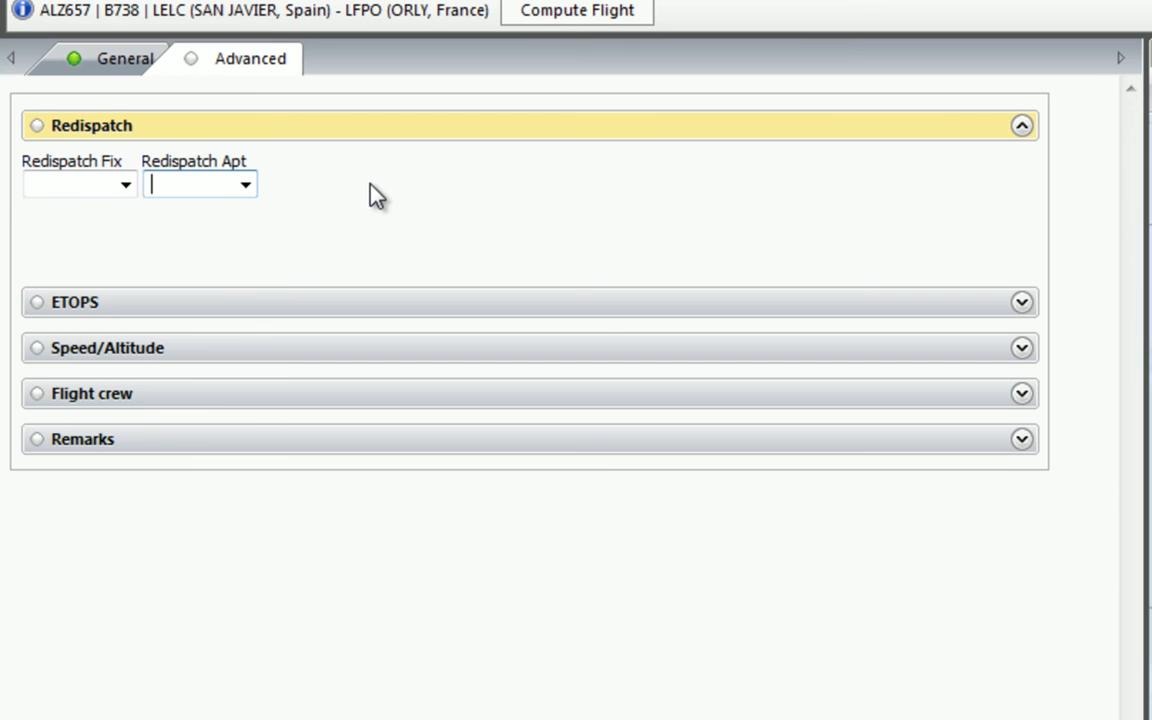 ALZ657 | B738 | LELC (SAN JAVIER, Spain) - LFPO (ORLY, France) Compute Flight
General Advanced
Redispatch
Redispatch Fix Redispatch Apt
ETOPS
Speed/Altitude
Flight crew
Remarks